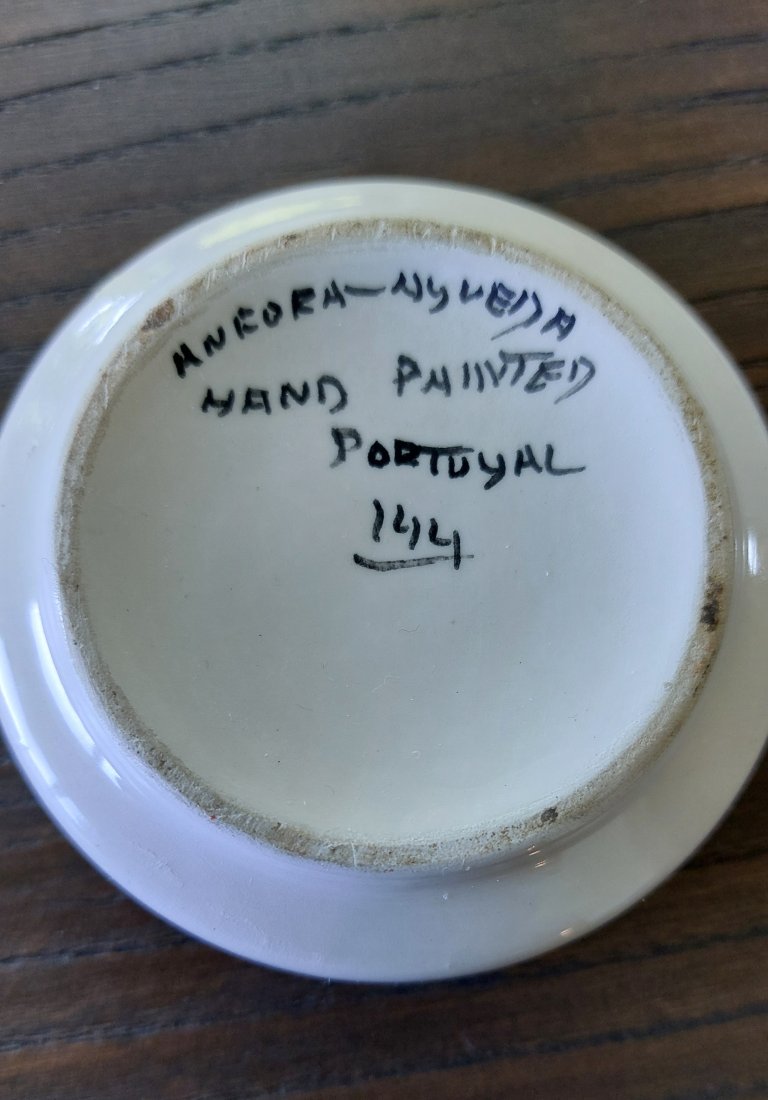 ANFORA-AGUEDA
HAND PAINTED
PORTUGAL
144